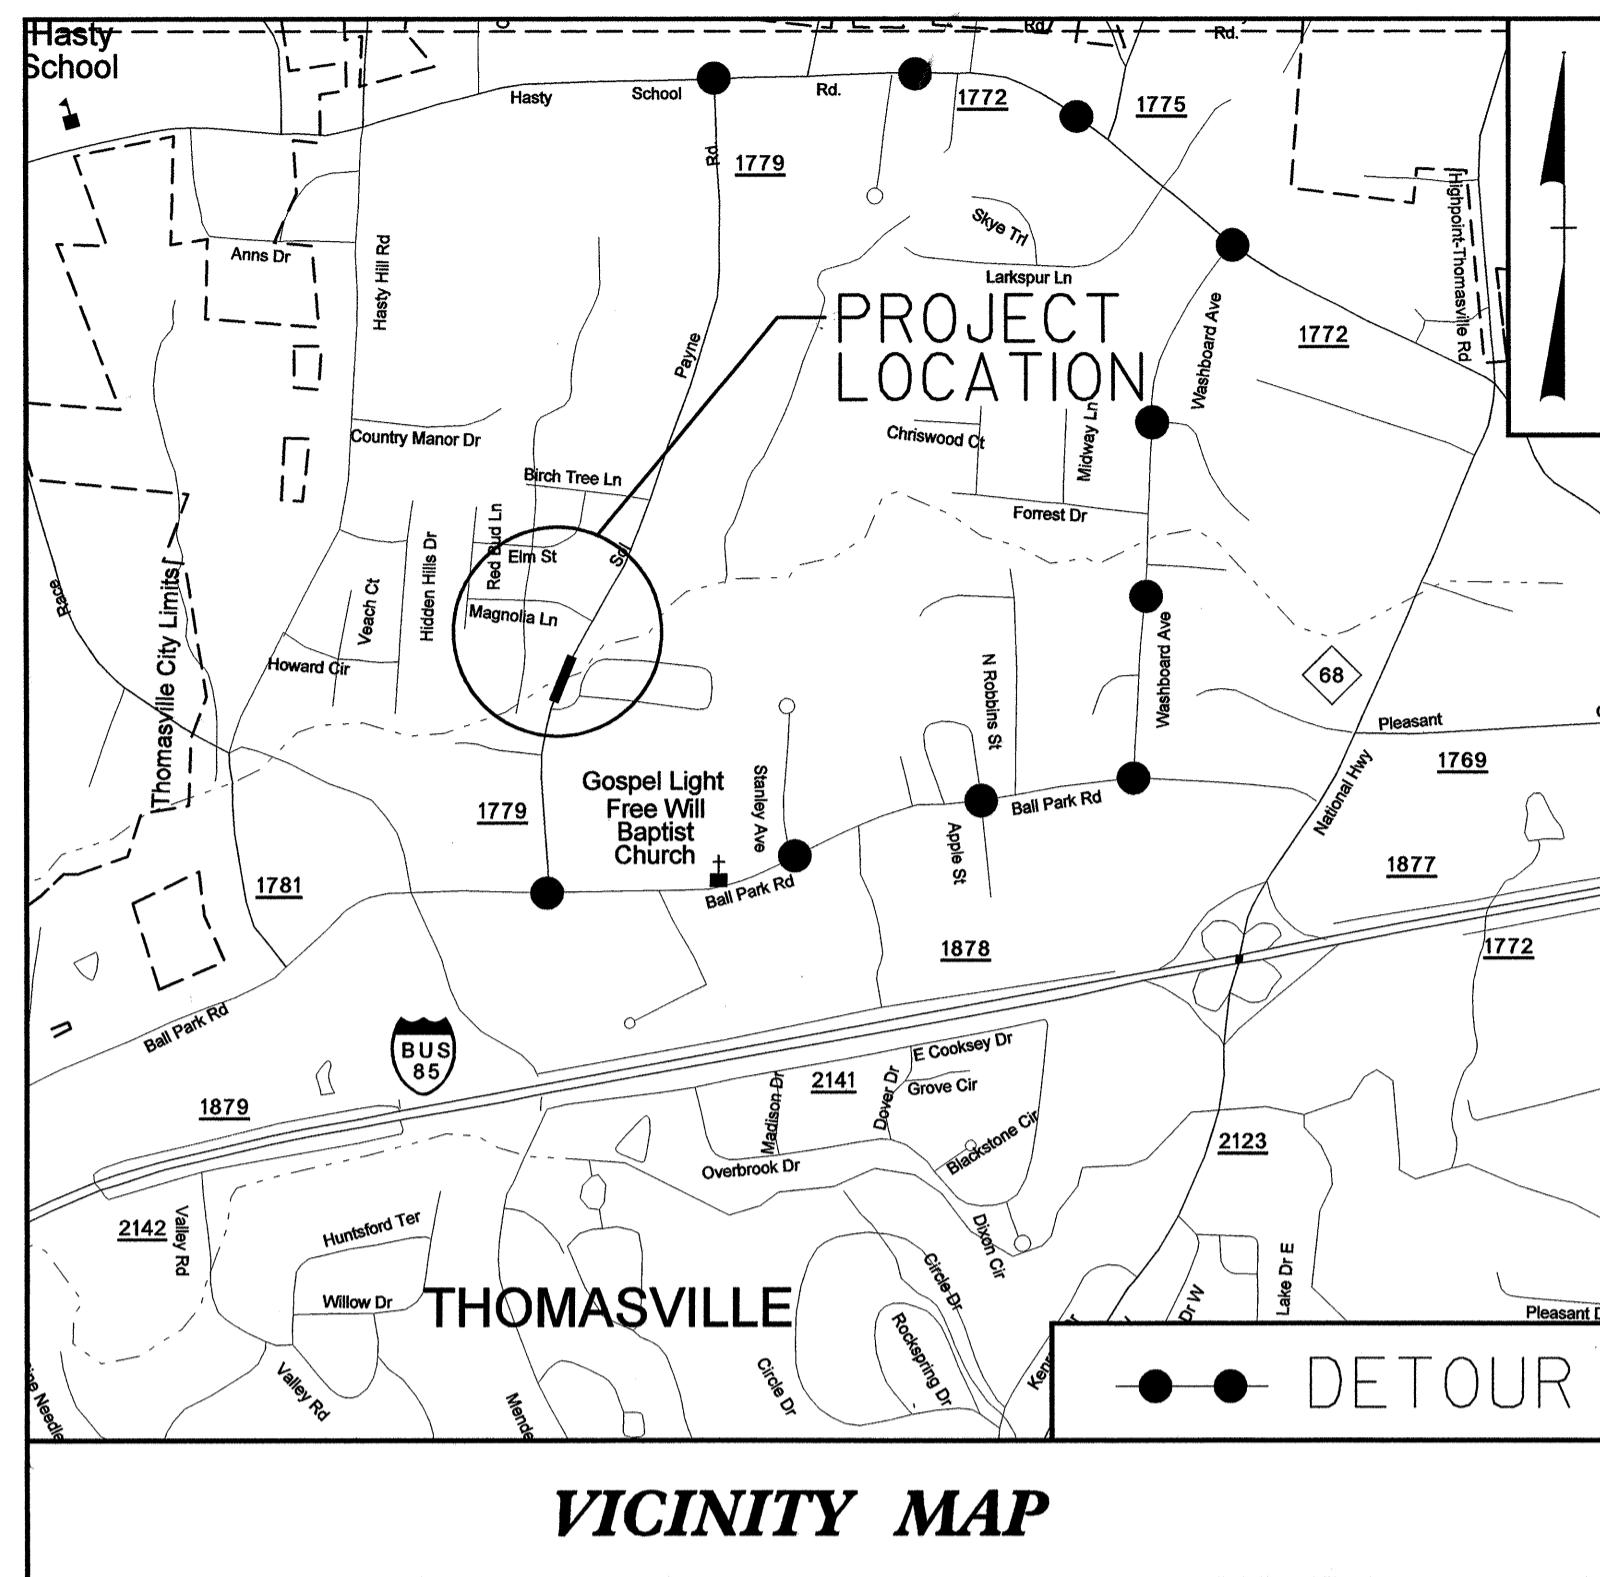 Hasty
School
Rd.
Rd.
Hasty School Rd.
1772
1775
Rd.
1779
Highpoint-Thomasville Rd
Skye Trl
Anns Dr
Hasty Hill Rd
Larkspur Ln
PROJECT
LOCATION
Washboard Ave
1772
Payne
Country Manor Dr
Chriswood Ct
Midway Ln
Birch Tree Ln
Forrest Dr
Red Bud Ln
Elm St
Scl
Hidden Hills Dr
Race
Veach Ct
Thomasville City Limits
Magnolia Ln
Howard Cir
N Robbins St
Washboard Ave
68
Pleasant
1769
National Hwy
Gospel Light
Free Will
Baptist
Church
Stanley Ave
1779
Ball Park Rd
Apple St
1877
1781
Ball Park Rd
1878
1772
Ball Park Rd
BUS
85
E Cooksey Dr
2141
Grove Cir
Madison Dr
Dover Dr
1879
Blackstone Cir
2123
Overbrook Dr
2142
Valley Rd
Huntsford Ter
Dixon Cir
Circle Dr
Lake Dr E
Willow Dr
THOMASVILLE
Dr W
Pleasant D
Rockspring Dr
Circle Dr
Valley Rd
Mende
Kenr
ine Needle
DETOUR
VICINITY MAP